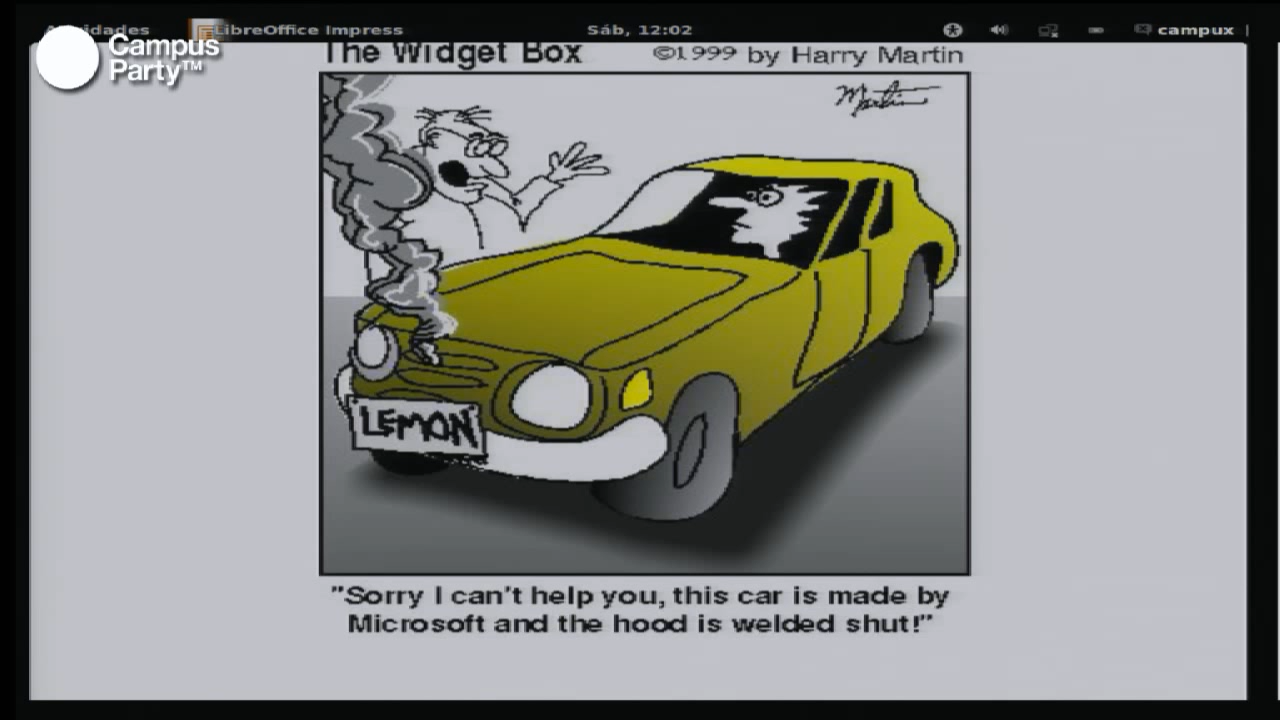 LibreOffice Impress
Sáb, 12:02
campux
Campus
Party™
The Widget Box
©1999 by Harry Martin
Martin
LEMON
"Sorry I can't help you, this car is made by
Microsoft and the hood is welded shut!"